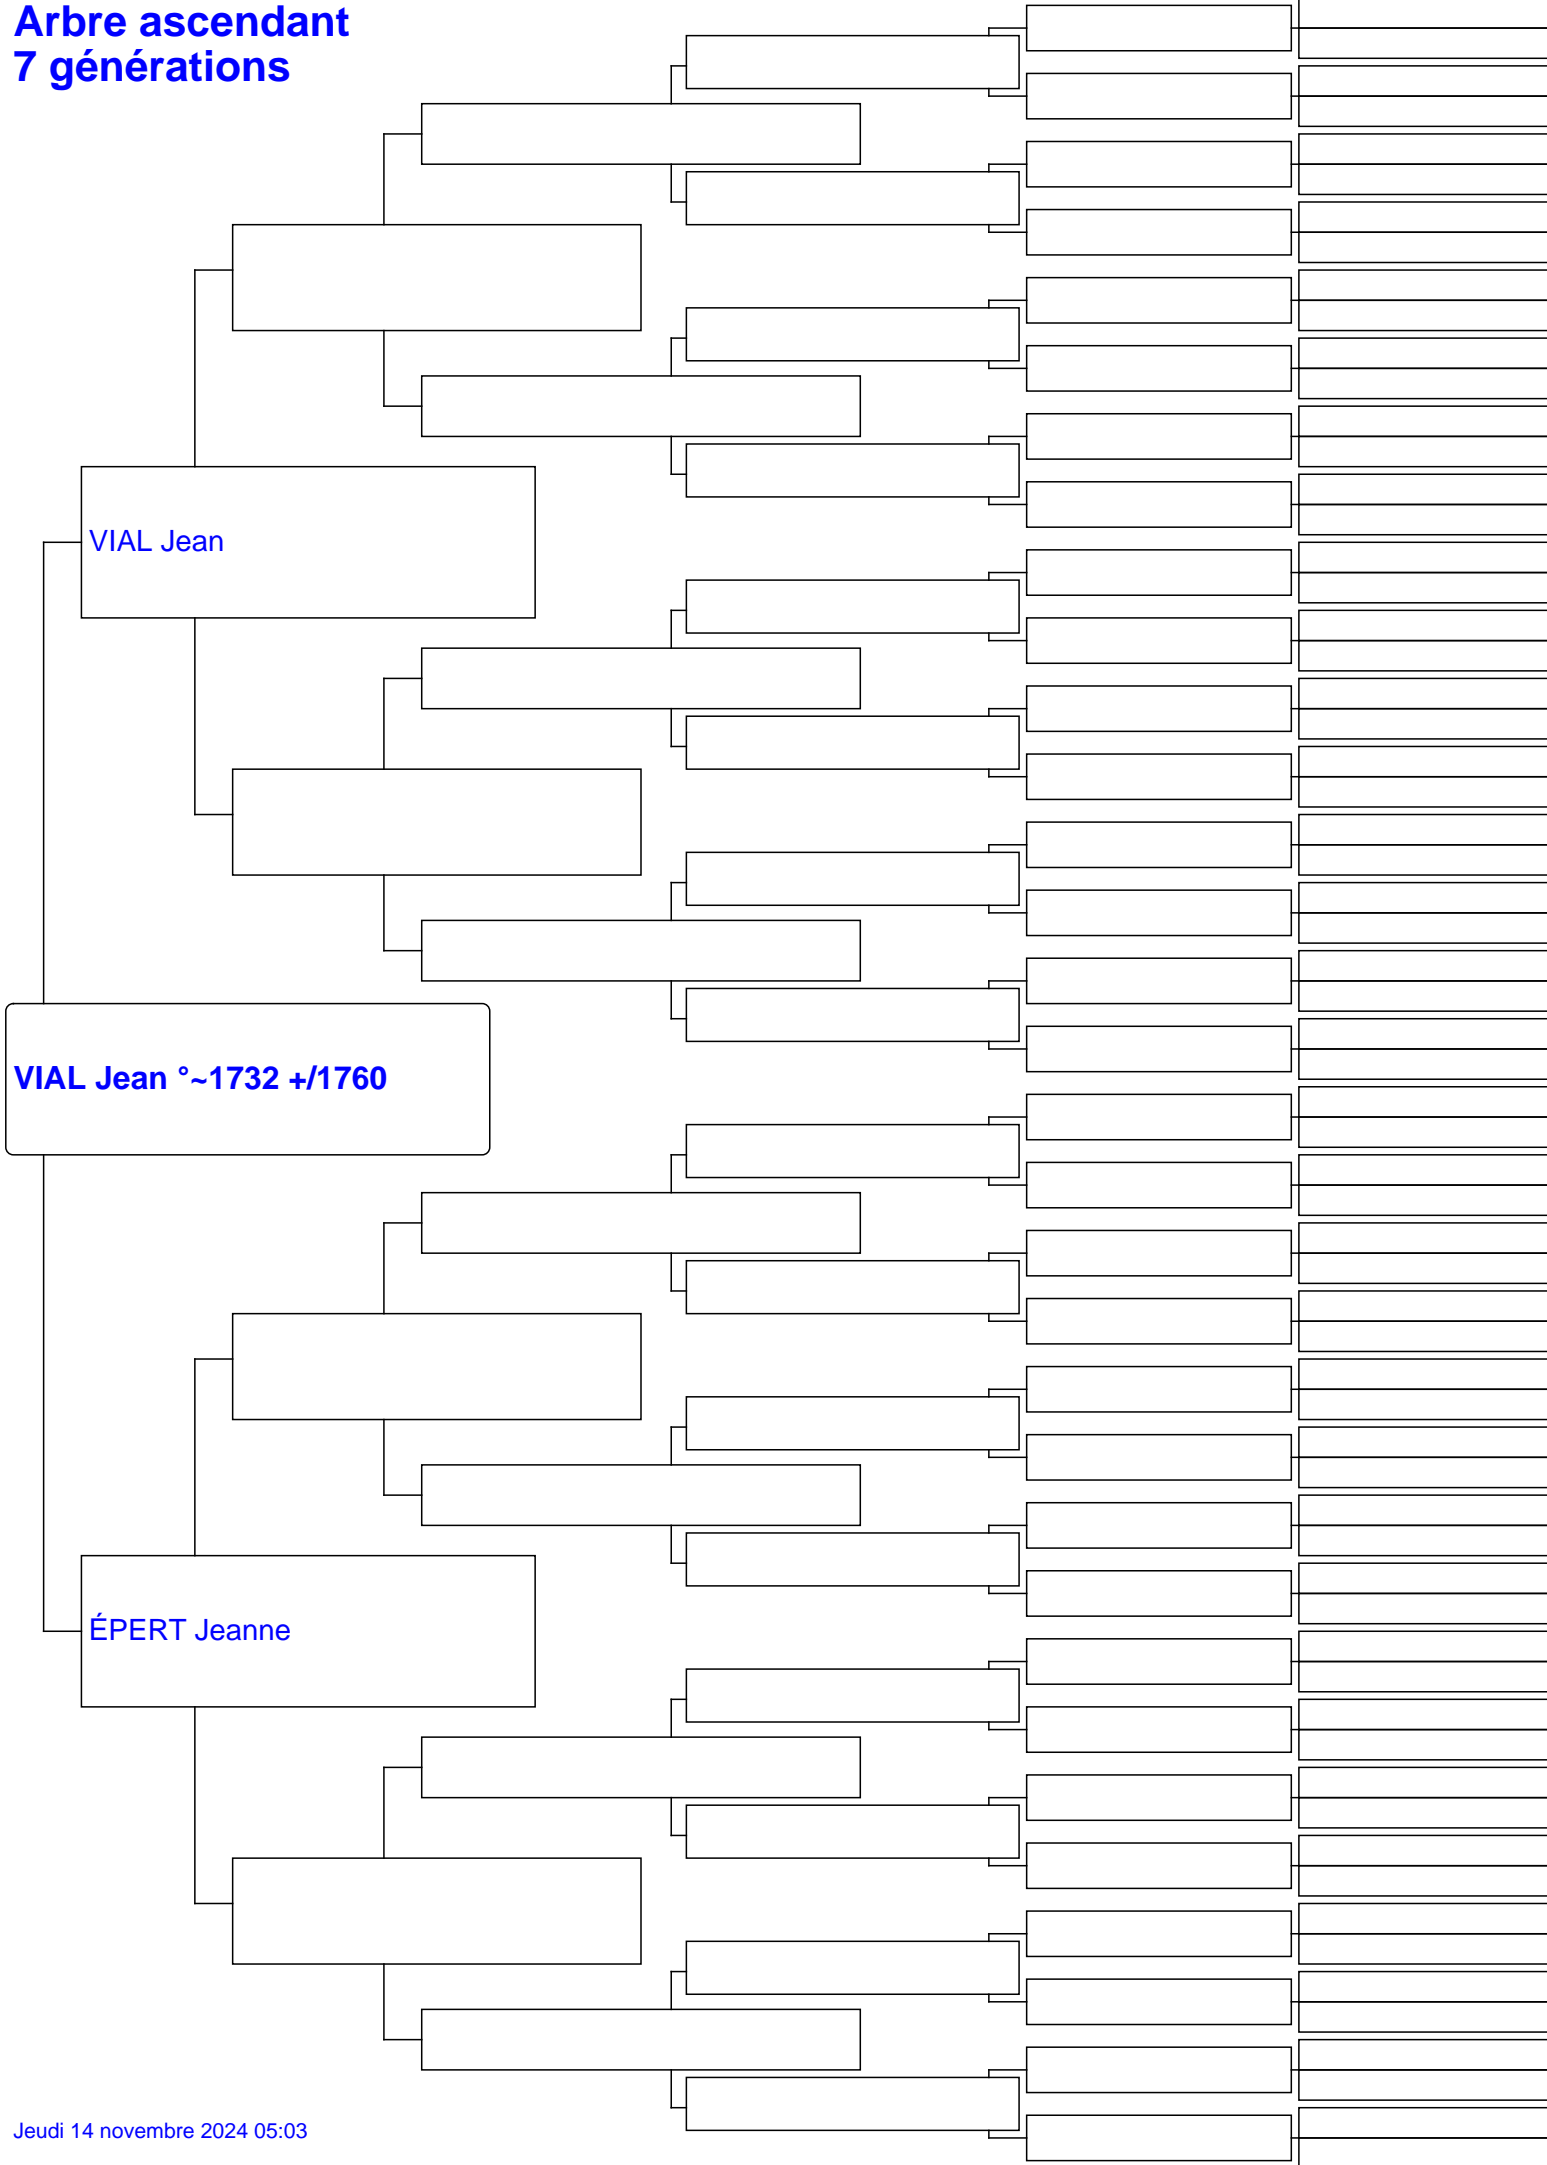 Arbre ascendant
7 générations
VIAL Jean
VIAL Jean °~1732 +/1760
ÉPERT Jeanne
Jeudi 14 novembre 2024 05:03